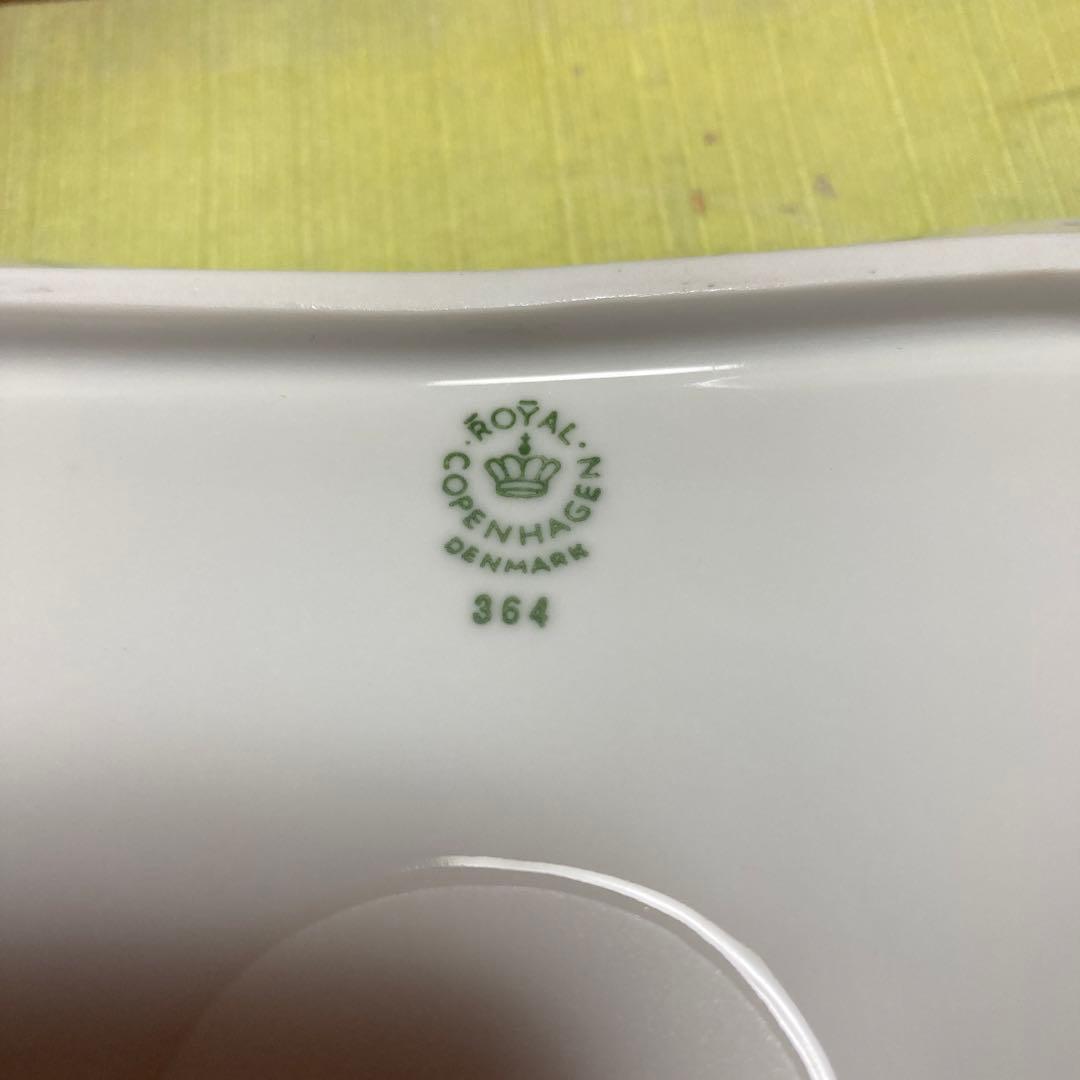 ROYAL
COPENHAGEN
DENMARK
364